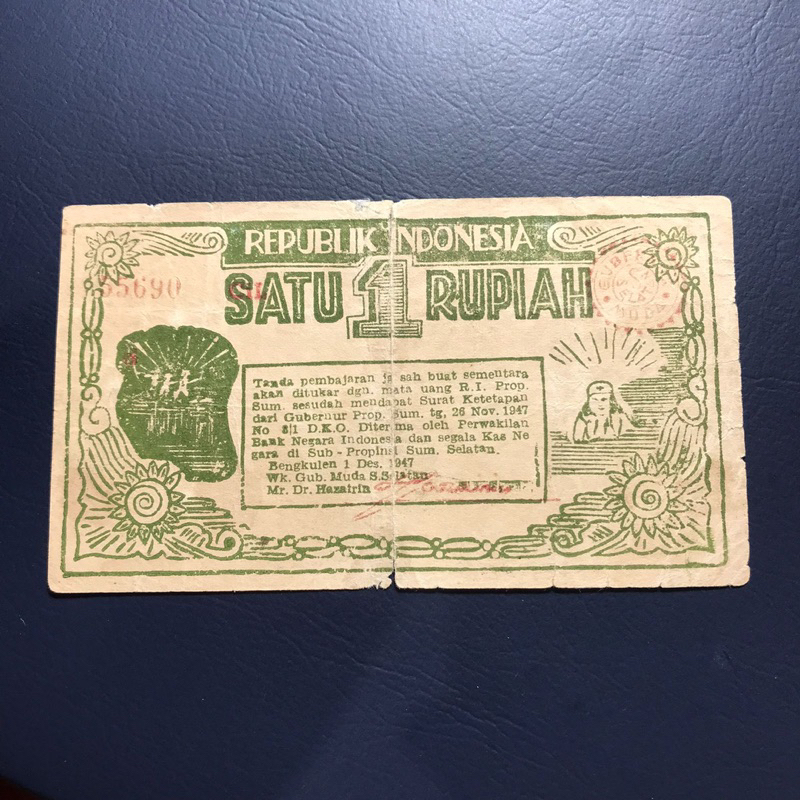 REPUBLIK INDONESIA
55690
SATU 1 RUPIAH
MUDA
Tanda pembajaran jg sah buat sementara
akan ditukar dgn. mata uang R.I. Prop.
Sum. sesudah mendapat Surat Ketetapan
dari Gubernur Prop. Sum. tg, 26 Nov. 1947
No 81 D.K.O. Diterima oleh Perwakilan
Bank Negara Indonesia dan segala Kas Ne
gara di Sub - Propinsi Sum. Selatan.
Bengkulen 1 Des. 1947
Wk. Gub. Muda S.Selatan
Mr. Dr. Hazairin